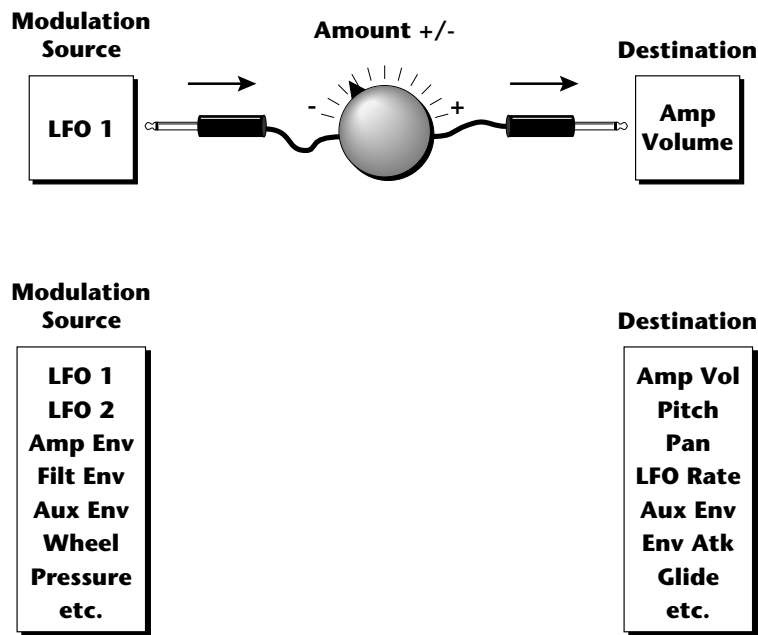 Modulation
Source
Amount +/-
Destination
LFO 1
-
+
Amp
Volume
Modulation
Source
Destination
LFO 1
LFO 2
Amp Env
Filt Env
Aux Env
Wheel
Pressure
etc.
Amp Vol
Pitch
Pan
LFO Rate
Aux Env
Env Atk
Glide
etc.